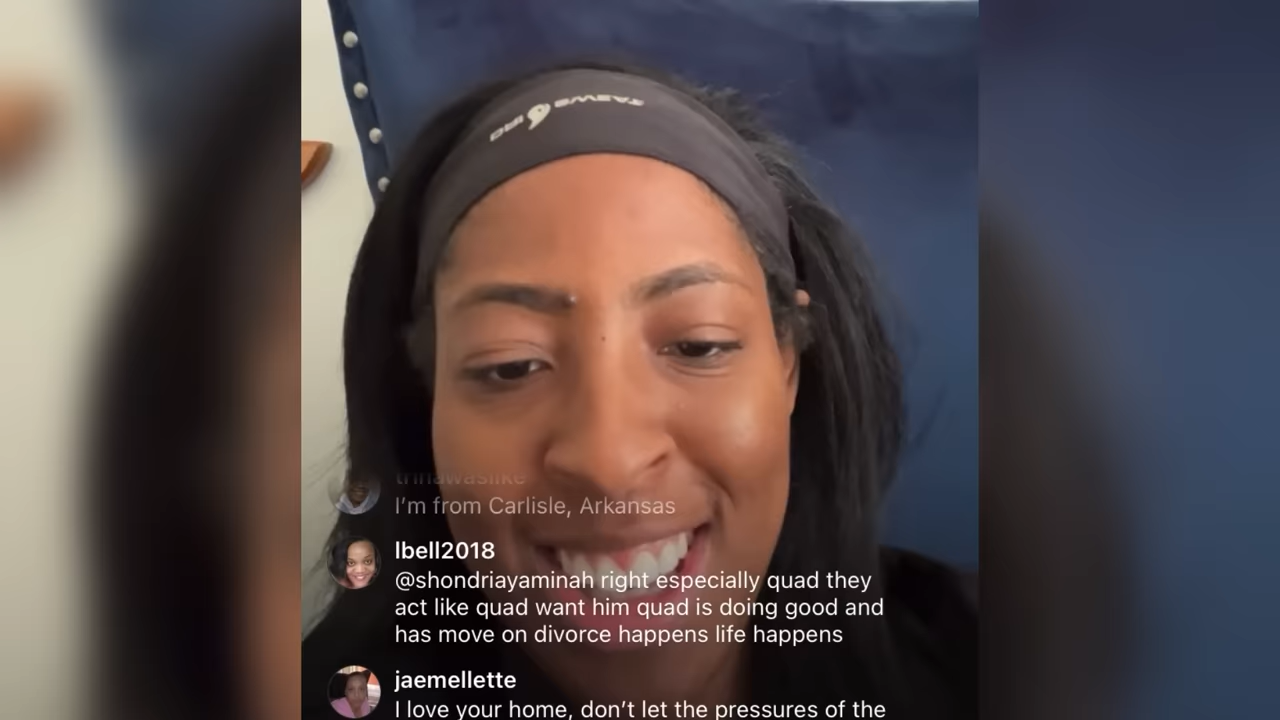 trinawaslike
I’m from Carlisle, Arkansas
lbell2018
@shondriayaminah right especially quad they
act like quad want him quad is doing good and
has move on divorce happens life happens
jaemellette
I love your home, don’t let the pressures of the